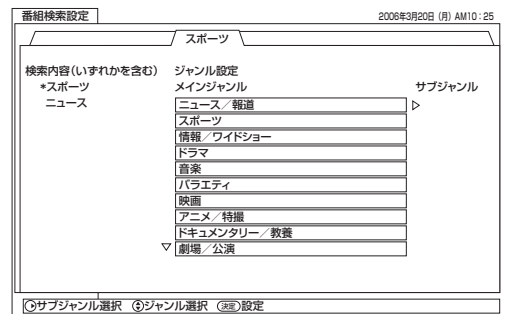 番組検索設定 2006年3月20日 (月) AM10:25
スポーツ
検索内容(いずれかを含む) ジャンル設定
*スポーツ メインジャンル サブジャンル
ニュース ニュース／報道 ▷
スポーツ
情報／ワイドショー
ドラマ
音楽
バラエティ
映画
アニメ／特撮
ドキュメンタリー／教養
▽ 劇場／公演
サブジャンル選択 ジャンル選択 決定 設定